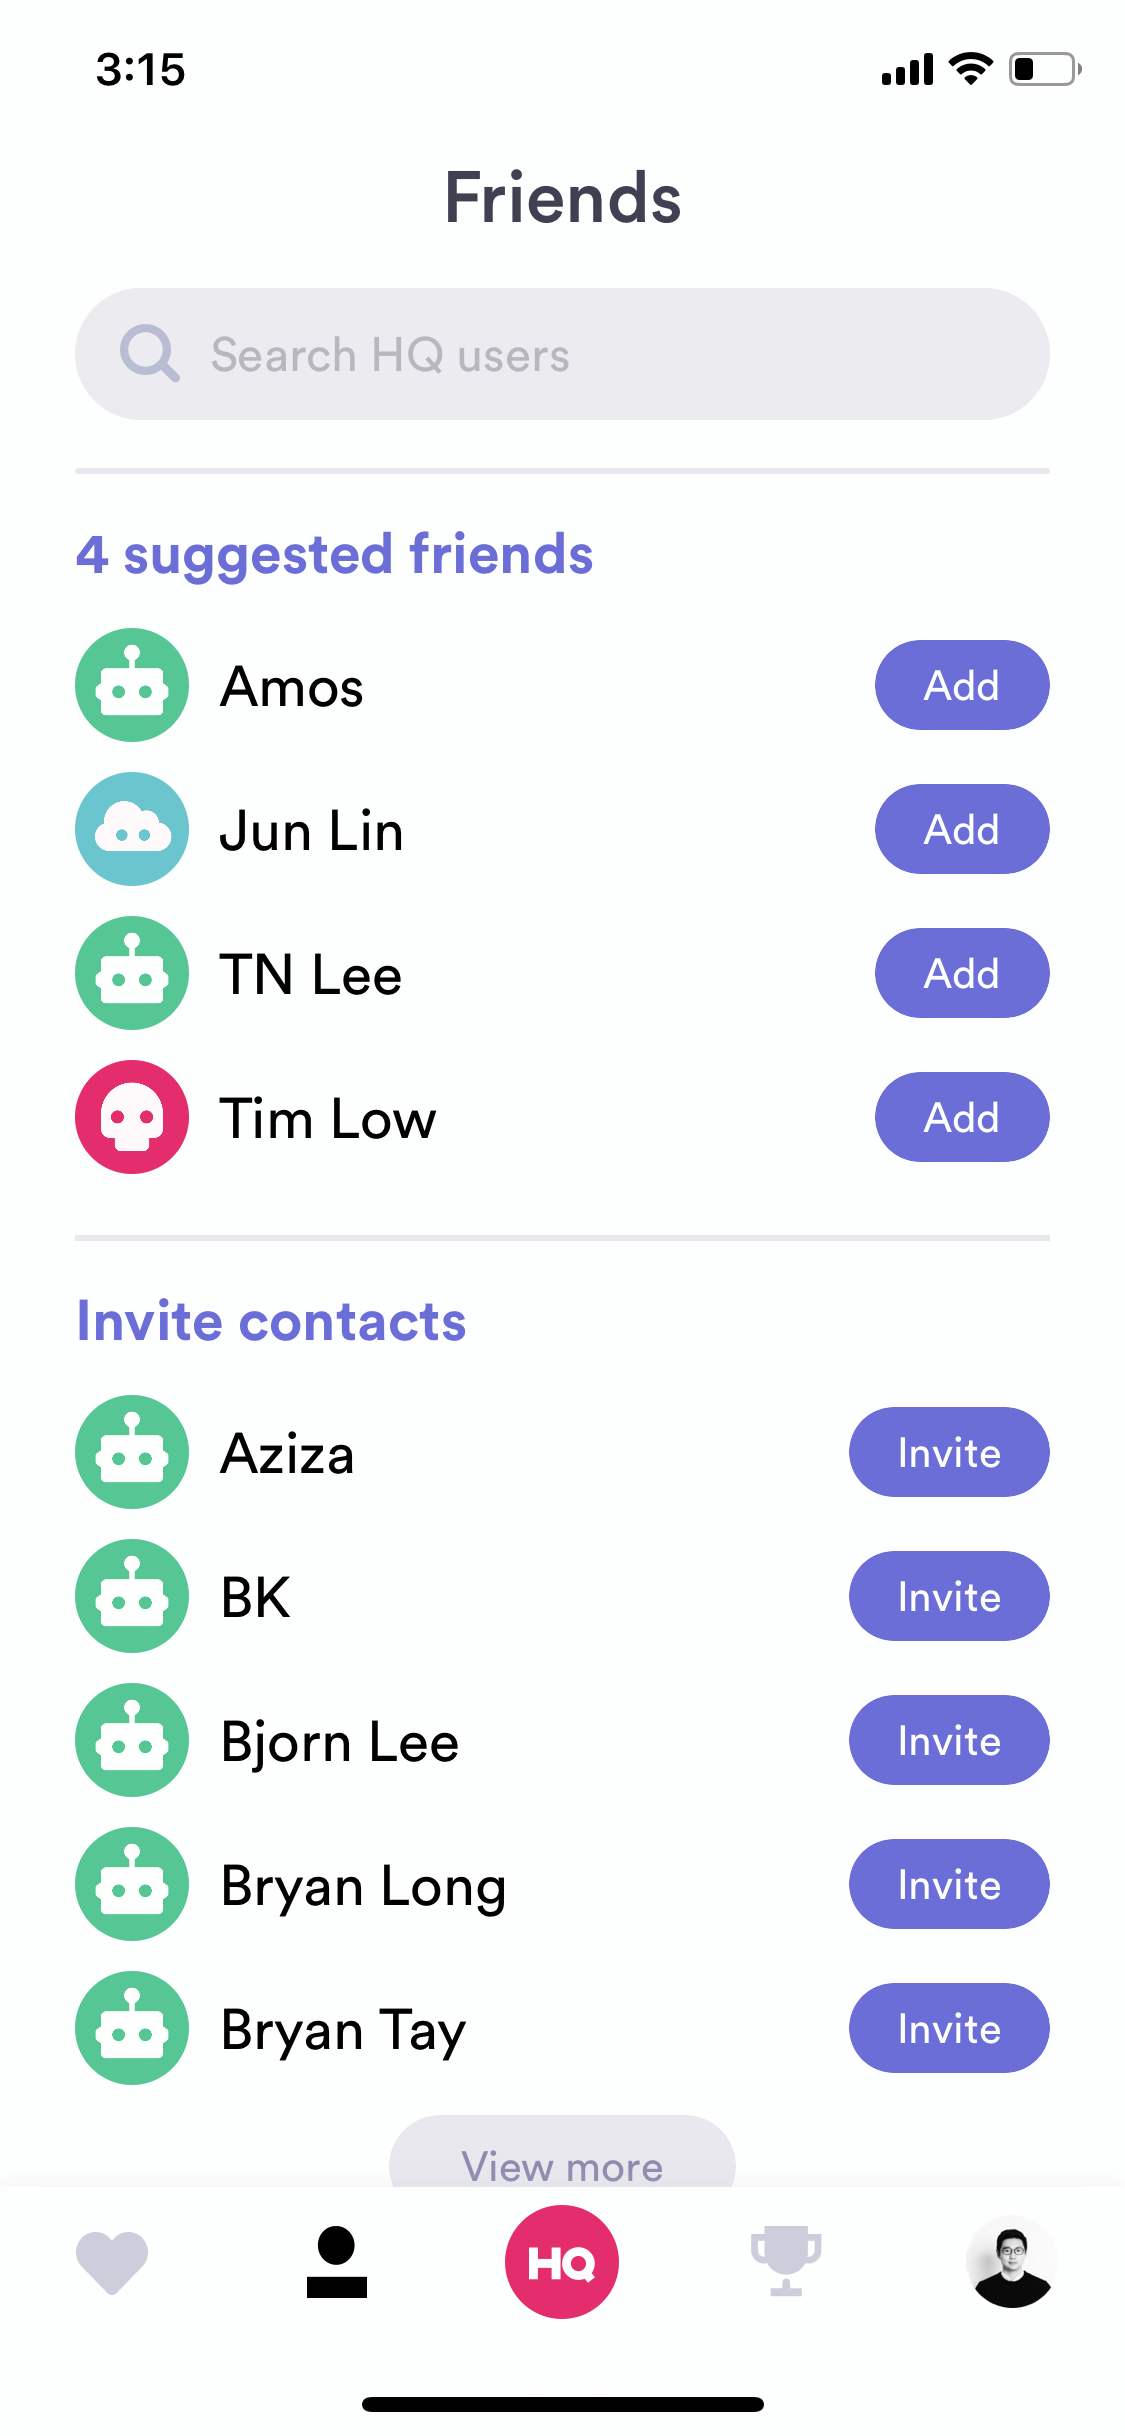 3:15
Friends
Search HQ users
4 suggested friends
Amos
Add
Jun Lin
Add
TN Lee
Add
Tim Low
Add
Invite contacts
Aziza
Invite
BK
Invite
Bjorn Lee
Invite
Bryan Long
Invite
Bryan Tay
Invite
View more
HQ